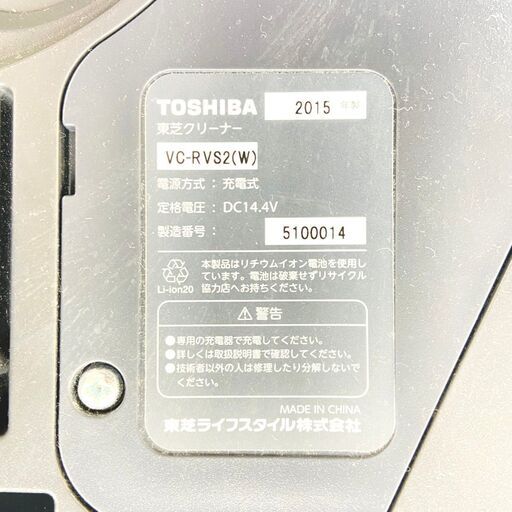 TOSHIBA 2015 年製
東芝クリーナー
VC-RVS2(W)
電源方式：充電式
定格電圧：DC14.4V
製造番号： 5100014
本製品はリチウムイオン電池を使用し
ています。電池は破棄せずリサイクル
協力店へお持ちください。
Li-ion20
⚠警告
●専用の充電器で充電してください。
●詳しくは取扱説明書で確認してください。
●技術者以外の人は修理したり分解しないで
ください。
MADE IN CHINA
東芝ライフスタイル株式会社